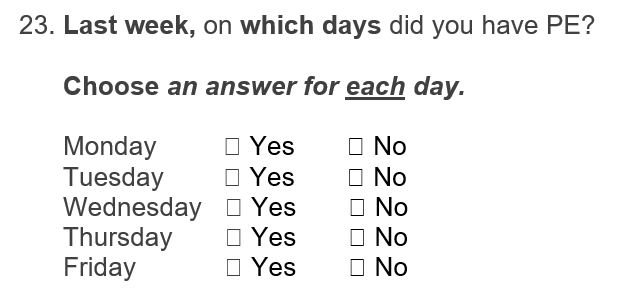 23. Last week, on which days did you have PE?
Choose an answer for each day.
Monday ☐ Yes ☐ No
Tuesday ☐ Yes ☐ No
Wednesday ☐ Yes ☐ No
Thursday ☐ Yes ☐ No
Friday ☐ Yes ☐ No